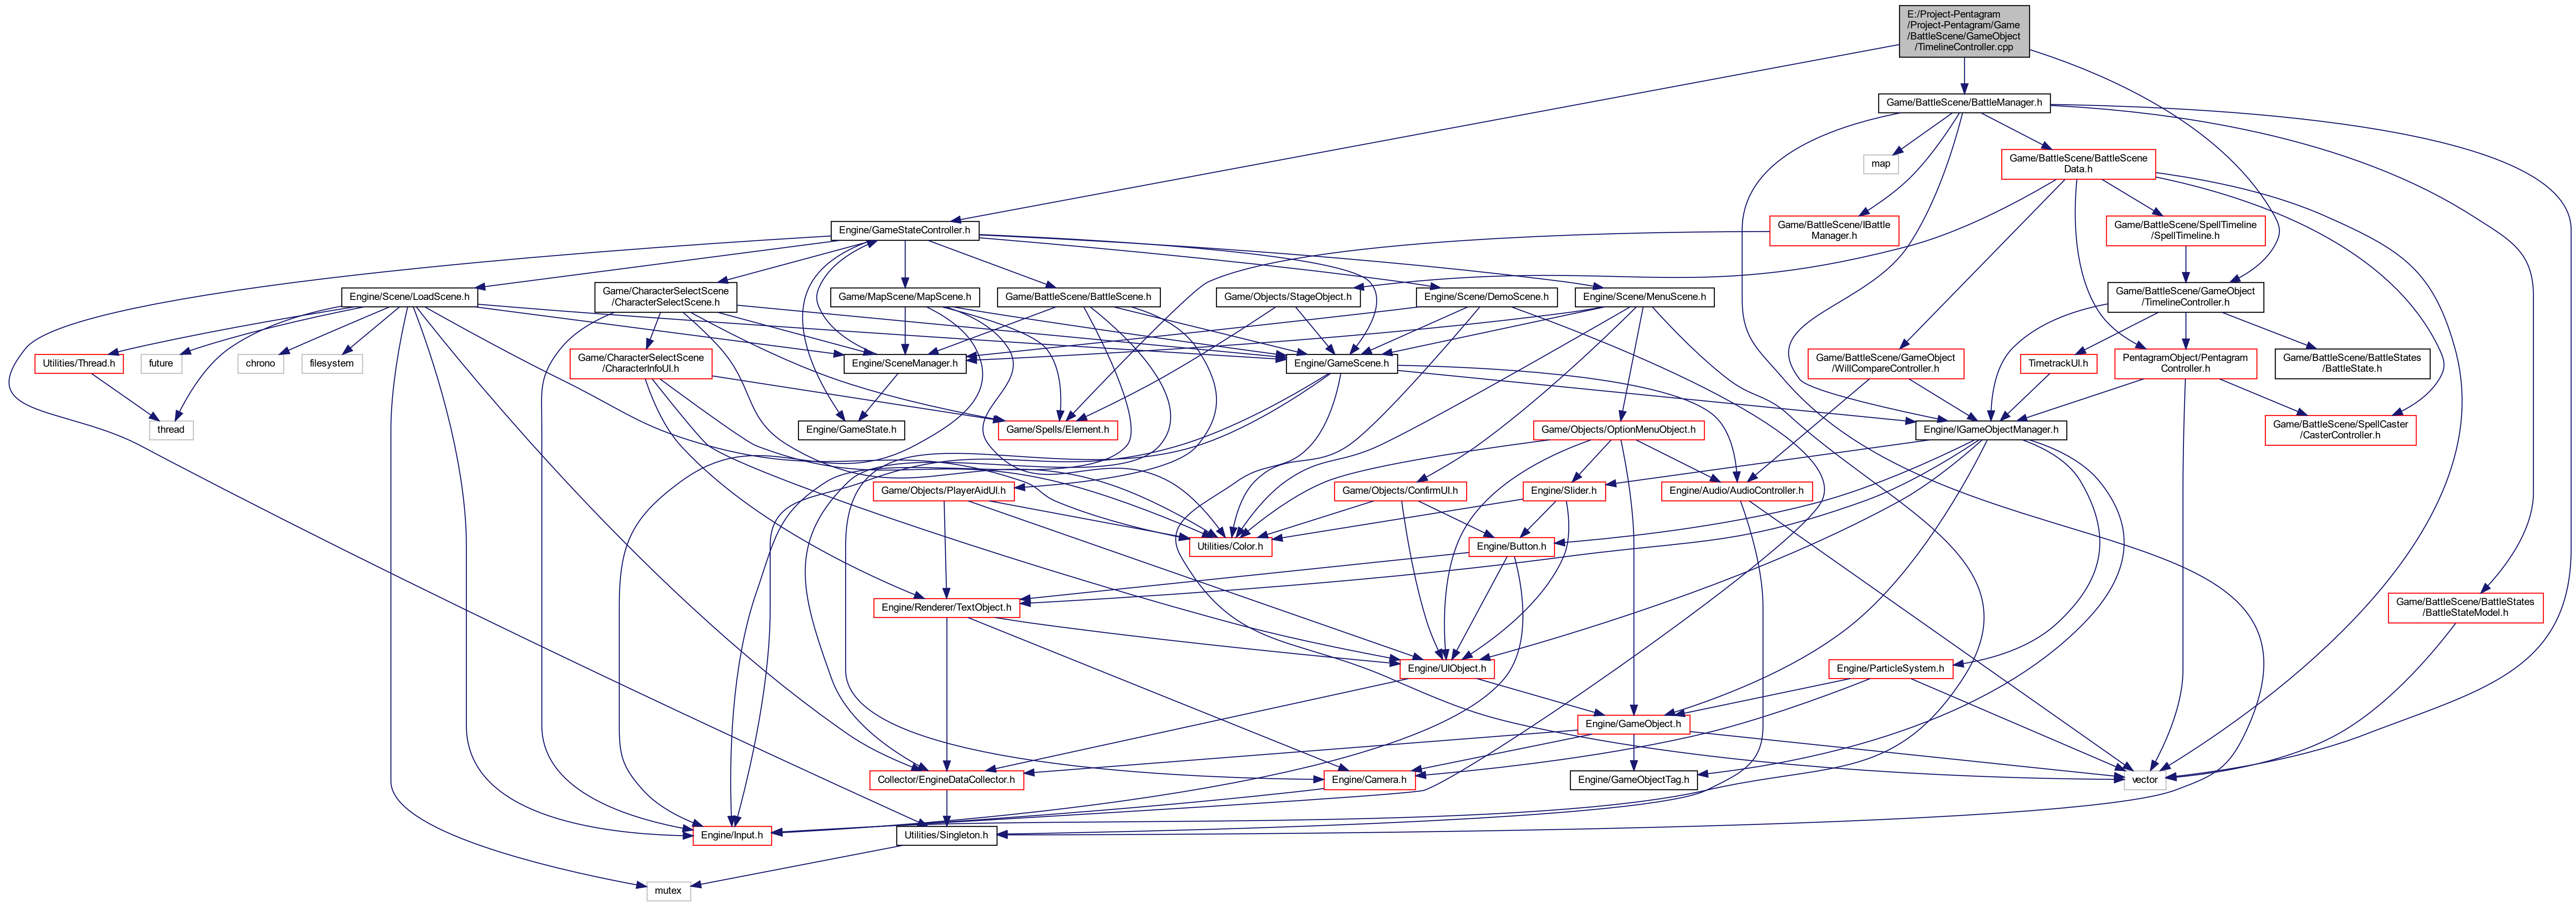 E:/Project-Pentagram
/Project-Pentagram/Game
/BattleScene/GameObject
/TimelineController.cpp
Game/BattleScene/BattleManager.h
map
Game/BattleScene/BattleScene
Data.h
Engine/GameStateController.h
Game/BattleScene/IBattle
Manager.h
Game/BattleScene/SpellTimeline
/SpellTimeline.h
Engine/Scene/LoadScene.h
Game/CharacterSelectScene
/CharacterSelectScene.h
Game/MapScene/MapScene.h
Game/BattleScene/BattleScene.h
Game/Objects/StageObject.h
Engine/Scene/DemoScene.h
Engine/Scene/MenuScene.h
Game/BattleScene/GameObject
/TimelineController.h
Utilities/Thread.h
future
chrono
filesystem
Game/CharacterSelectScene
/CharacterInfoUI.h
Engine/SceneManager.h
Engine/GameScene.h
Game/BattleScene/GameObject
/WillCompareController.h
TimetrackUI.h
PentagramObject/Pentagram
Controller.h
Game/BattleScene/BattleStates
/BattleState.h
thread
Engine/GameState.h
Game/Spells/Element.h
Game/Objects/OptionMenuObject.h
Engine/IGameObjectManager.h
Game/BattleScene/SpellCaster
/CasterController.h
Game/Objects/PlayerAidUI.h
Game/Objects/ConfirmUI.h
Engine/Slider.h
Engine/Audio/AudioController.h
Utilities/Color.h
Engine/Button.h
Engine/Renderer/TextObject.h
Game/BattleScene/BattleStates
/BattleStateModel.h
Engine/UIObject.h
Engine/ParticleSystem.h
Engine/GameObject.h
Collector/EngineDataCollector.h
Engine/Camera.h
Engine/GameObjectTag.h
vector
Engine/Input.h
Utilities/Singleton.h
mutex